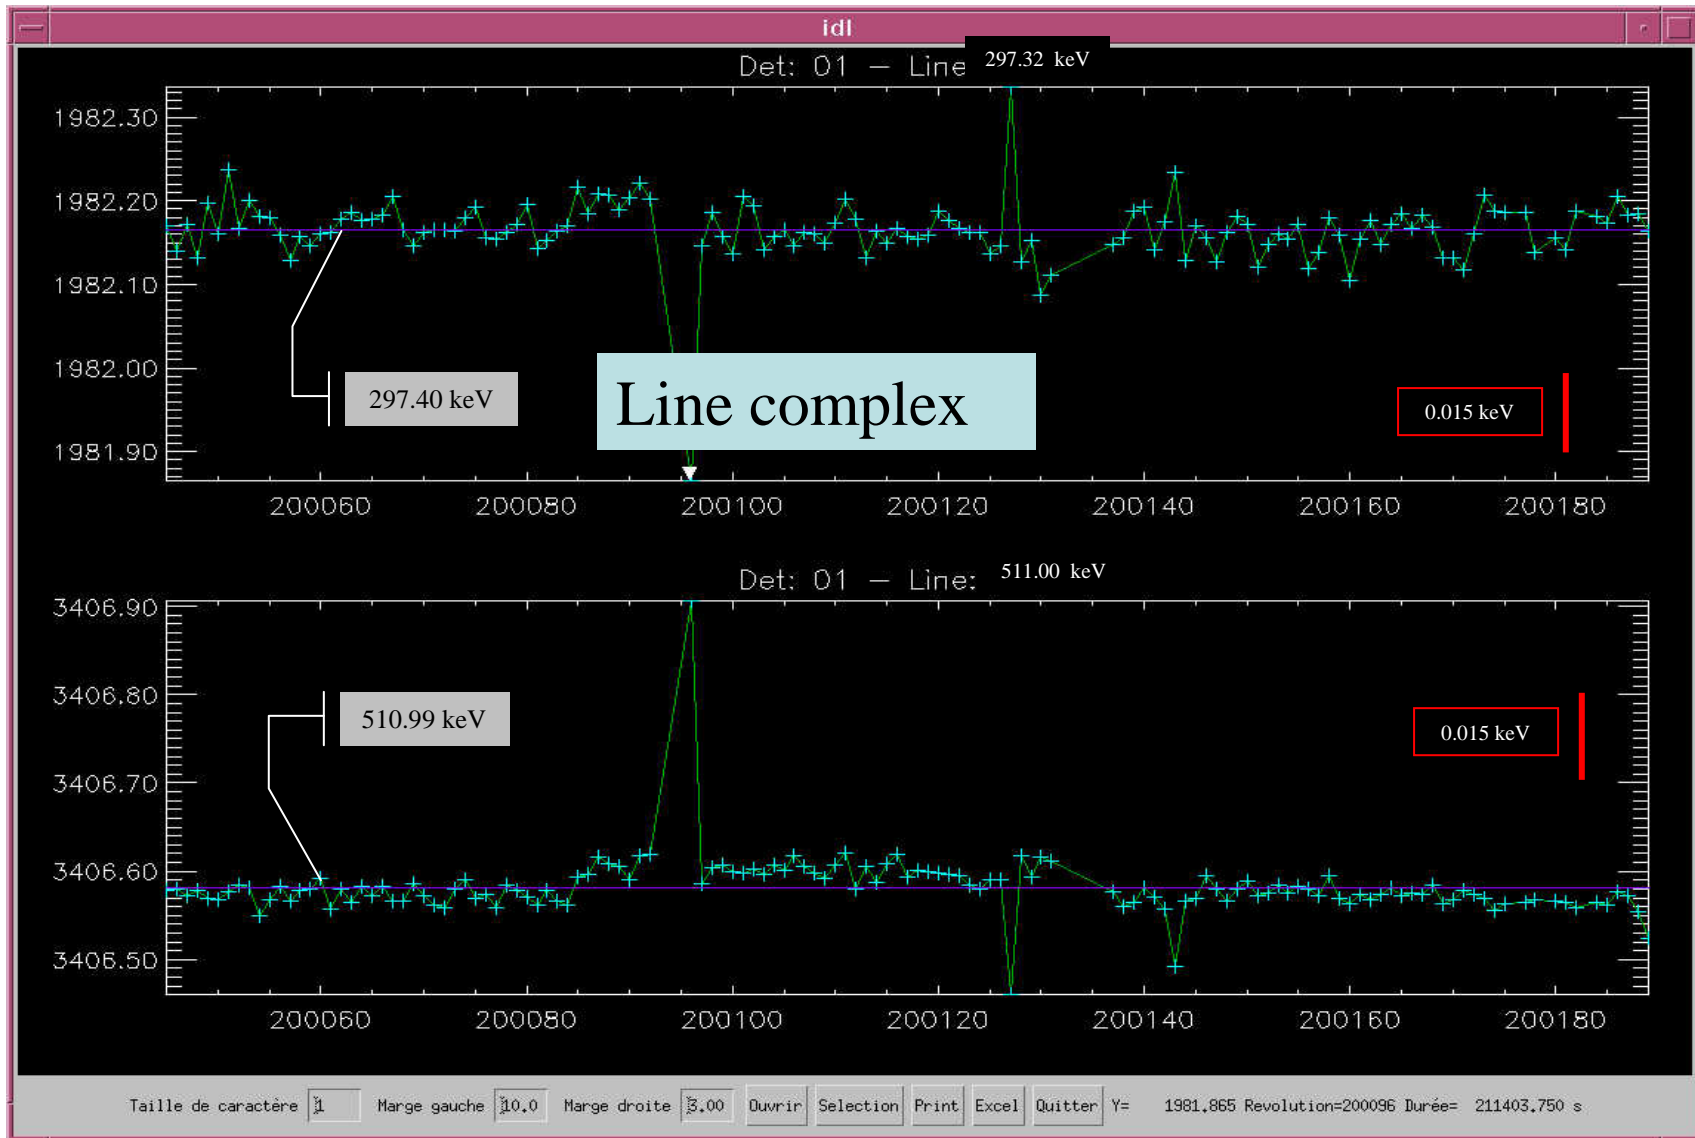 idl
Det: 01 — Line 297.32 keV
1982.30
1982.20
1982.10
1982.00
1981.90
297.40 keV
Line complex
0.015 keV
200060 200080 200100 200120 200140 200160 200180
Det: 01 — Line: 511.00 keV
3406.90
3406.80
3406.70
3406.60
3406.50
510.99 keV
0.015 keV
200060 200080 200100 200120 200140 200160 200180
Taille de caractère 1 Marge gauche 10.0 Marge droite 3.00 Ouvrir Selection Print Excel Quitter Y= 1981.865 Revolution=200096 Durée= 211403.750 s